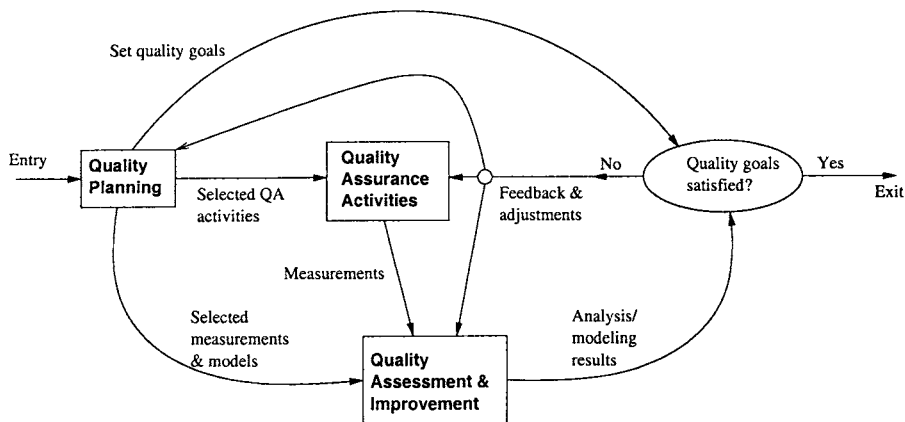 Set quality goals
Entry
Quality
Planning
Selected QA
activities
Quality
Assurance
Activities
No
Feedback &
adjustments
Quality goals
satisfied?
Yes
Exit
Measurements
Selected
measurements
& models
Analysis/
modeling
results
Quality
Assessment &
Improvement